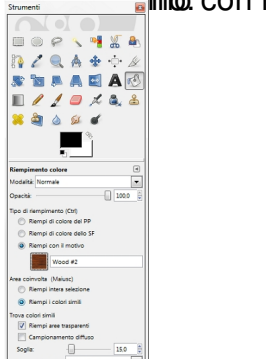 Strumenti
con
Riempimento colore
Modalità: Normale
Opacità: 100.0
Tipo di riempimento (Ctrl)
Riempi di colore del PP
Riempi di colore dello SF
Riempi con il motivo
Wood #2
Area coinvolta (Maiusc)
Riempi intera selezione
Riempi i colori simili
Trova colori simili
Riempi aree trasparenti
Campionamento diffuso
Soglia: 15.0